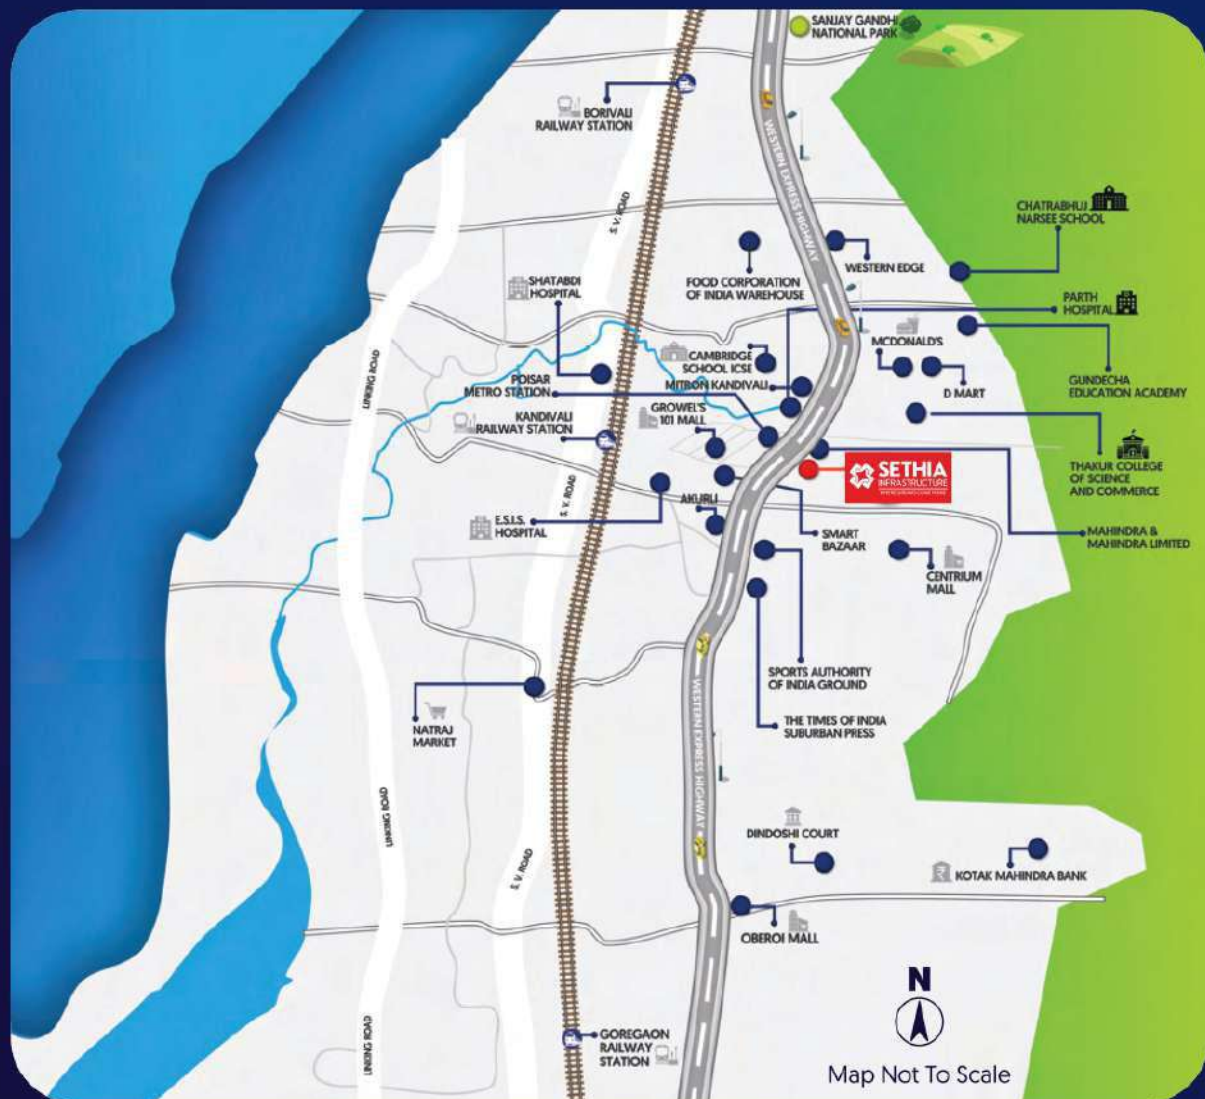 SANJAY GANDHI
NATIONAL PARK
BORIVALI
RAILWAY STATION
WESTERN EXPRESS HIGHWAY
S. V. ROAD
CHATRABHUJ
NARSEE SCHOOL
WESTERN EDGE
FOOD CORPORATION
OF INDIA WAREHOUSE
SHATABDI
HOSPITAL
PARTH
HOSPITAL
MCDONALD'S
CAMBRIDGE
SCHOOL ICSE
LINKING ROAD
POISAR
METRO STATION
MITRON KANDIVALI
D MART
GUNDECHA
EDUCATION ACADEMY
GROWEL'S
101 MALL
KANDIVALI
RAILWAY STATION
SETHIA
INFRASTRUCTURE
THAKUR COLLEGE
OF SCIENCE
AND COMMERCE
S. V. ROAD
AKURLI
E.S.I.S.
HOSPITAL
SMART
BAZAAR
MAHINDRA &
MAHINDRA LIMITED
CENTRIUM
MALL
SPORTS AUTHORITY
OF INDIA GROUND
THE TIMES OF INDIA
SUBURBAN PRESS
NATRAJ
MARKET
WESTERN EXPRESS HIGHWAY
LINKING ROAD
DINDOSHI COURT
S. V. ROAD
KOTAK MAHINDRA BANK
OBEROI MALL
N
GOREGAON
RAILWAY
STATION
LINKING ROAD
Map Not To Scale